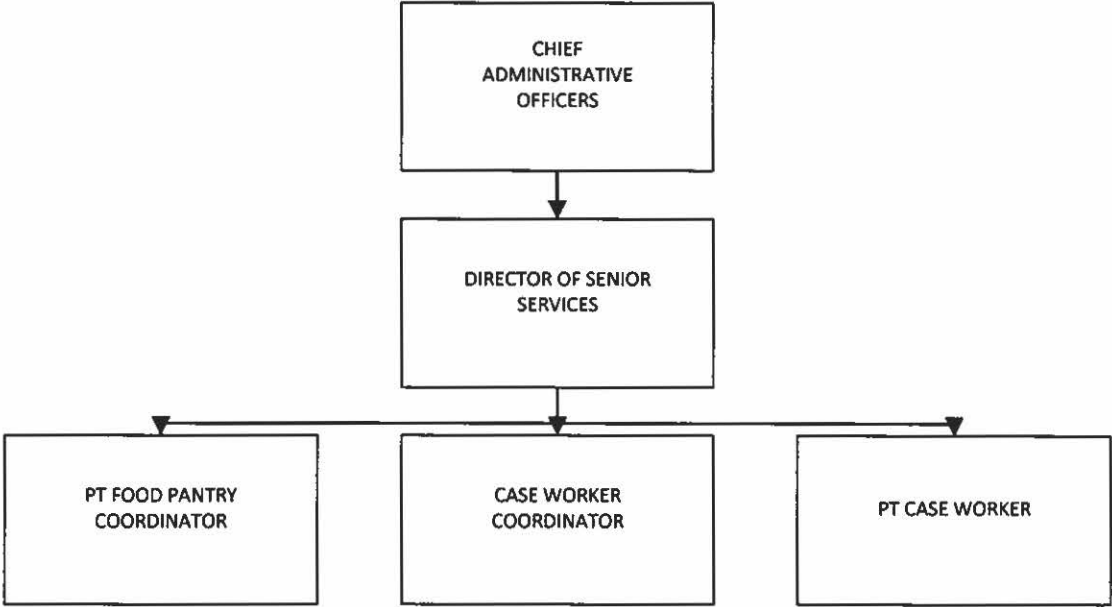 CHIEF
ADMINISTRATIVE
OFFICERS
DIRECTOR OF SENIOR
SERVICES
PT FOOD PANTRY
COORDINATOR
CASE WORKER
COORDINATOR
PT CASE WORKER